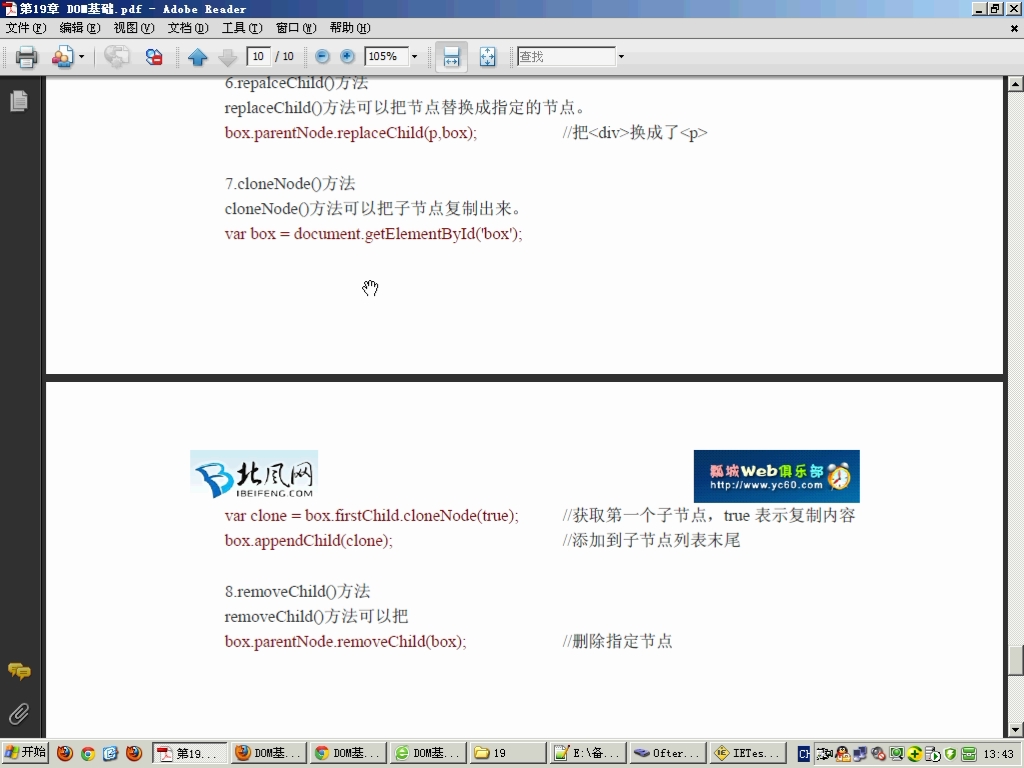 第19章 DOM基础.pdf - Adobe Reader
文件(F) 编辑(E) 视图(V) 文档(D) 工具(T) 窗口(W) 帮助(H)
10 / 10 105% 查找
6.repalceChild()方法
replaceChild()方法可以把节点替换成指定的节点。
box.parentNode.replaceChild(p,box); //把<div>换成了<p>
7.cloneNode()方法
cloneNode()方法可以把子节点复制出来。
var box = document.getElementById('box');
北风网 瓢城Web俱乐部
IBEIFENG.COM http://www.yc60.com
var clone = box.firstChild.cloneNode(true); //获取第一个子节点，true 表示复制内容
box.appendChild(clone); //添加到子节点列表末尾
8.removeChild()方法
removeChild()方法可以把
box.parentNode.removeChild(box); //删除指定节点
开始 第19... DOM基... DOM基... DOM基... 19 E:\备... Ofter... IETes... CH 13:43